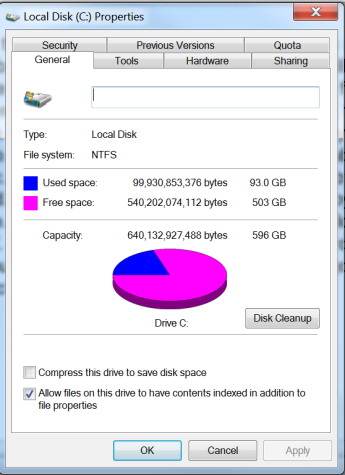 Local Disk (C:) Properties
Security Previous Versions Quota
General Tools Hardware Sharing
Type: Local Disk
File system: NTFS
Used space: 99,930,853,376 bytes 93.0 GB
Free space: 540,202,074,112 bytes 503 GB
Capacity: 640,132,927,488 bytes 596 GB
Drive C: Disk Cleanup
Compress this drive to save disk space
Allow files on this drive to have contents indexed in addition to
file properties
OK Cancel Apply